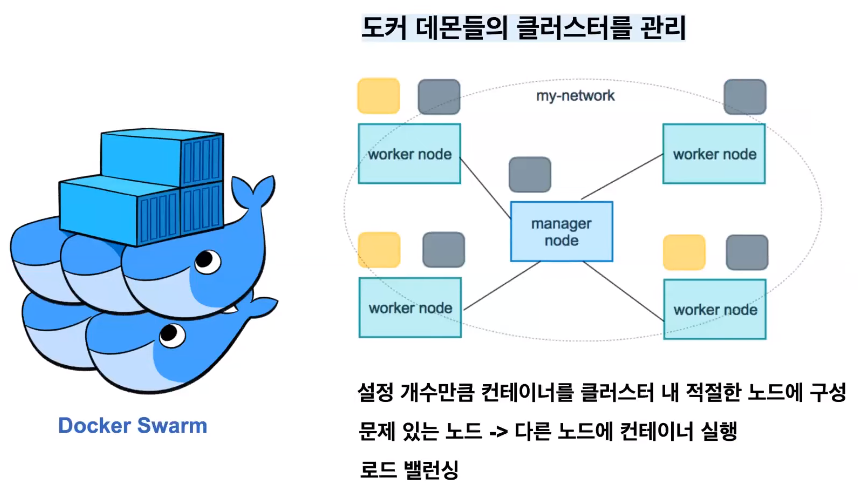 도커 데몬들의 클러스터를 관리
my-network
worker node
worker node
manager
node
worker node
worker node
Docker Swarm
설정 개수만큼 컨테이너를 클러스터 내 적절한 노드에 구성
문제 있는 노드 -> 다른 노드에 컨테이너 실행
로드 밸런싱